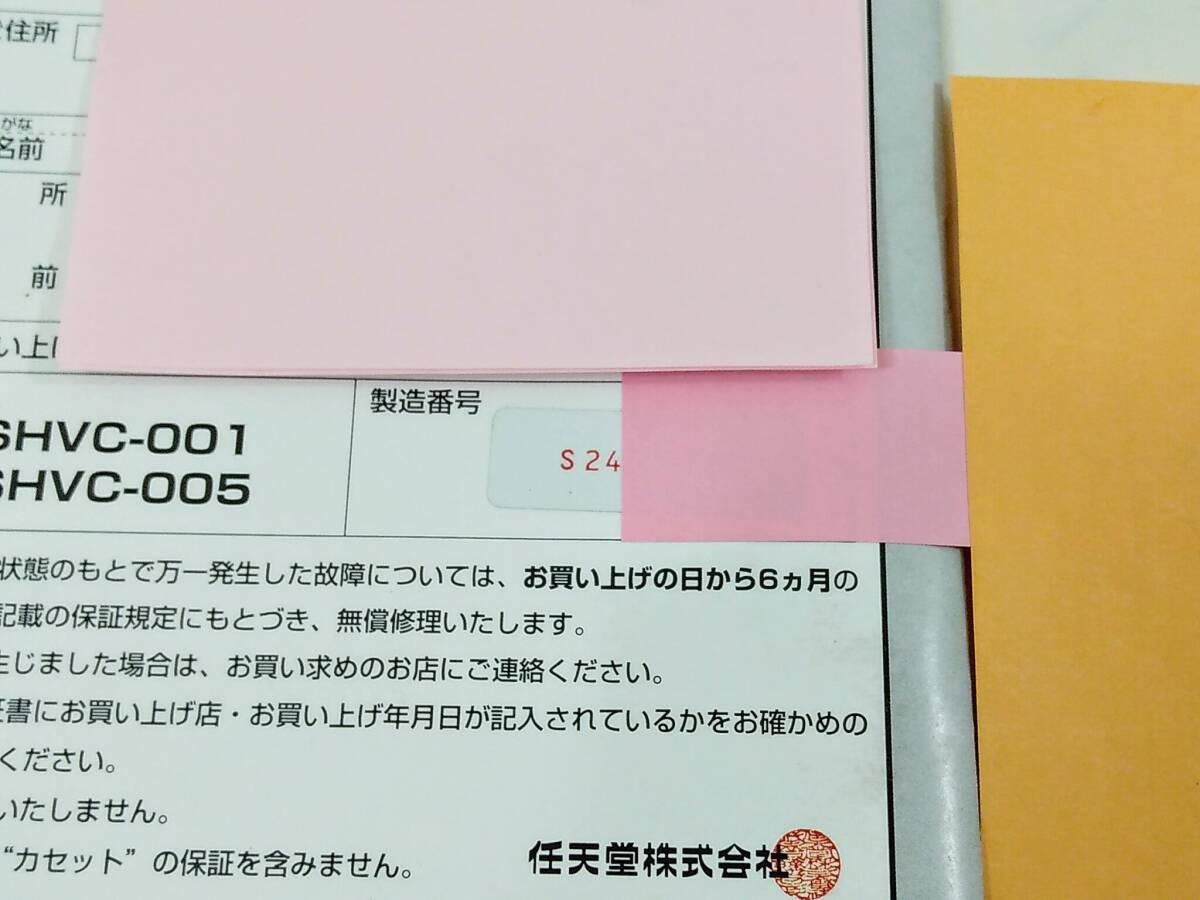 住所
がな
名前
所
前
い上げ
製造番号
SHVC-001
S24
SHVC-005
状態のもとで万一発生した故障については、お買い上げの日から6ヵ月の
記載の保証規定にもとづき、無償修理いたします。
生じました場合は、お買い求めのお店にご連絡ください。
証書にお買い上げ店・お買い上げ年月日が記入されているかをお確かめの
ください。
いたしません。
“カセット”の保証を含みません。
任天堂株式会社